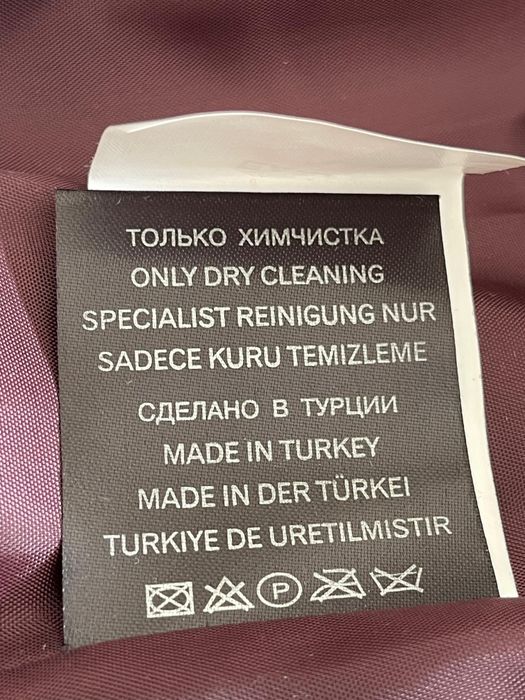 ТОЛЬКО ХИМЧИСТКА
ONLY DRY CLEANING
SPECIALIST REINIGUNG NUR
SADECE KURU TEMIZLEME
СДЕЛАНО В ТУРЦИИ
MADE IN TURKEY
MADE IN DER TÜRKEI
TURKIYE DE URETILMISTIR
P